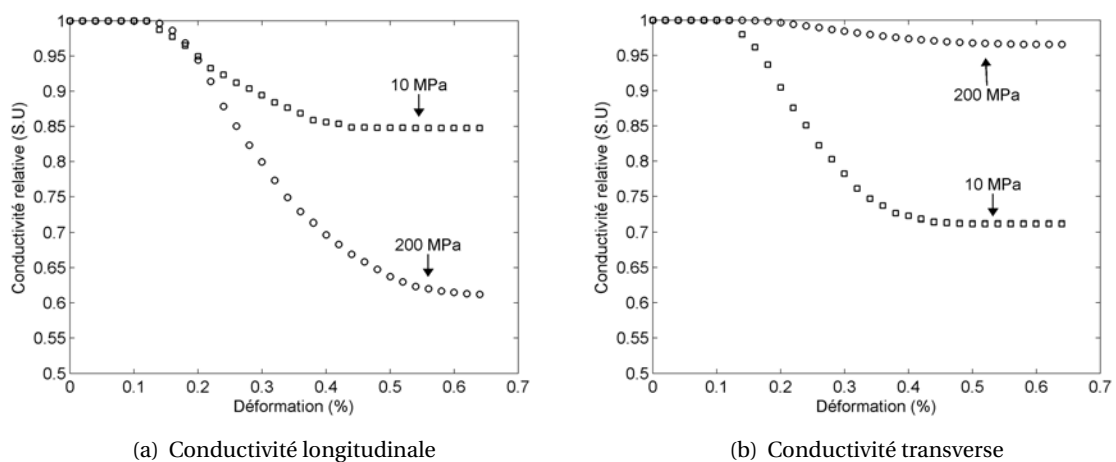 1
0.95
0.9
0.85
0.8
0.75
0.7
0.65
0.6
0.55
0.5
Conductivité relative (S.U)
10 MPa
200 MPa
0 0.1 0.2 0.3 0.4 0.5 0.6 0.7
Déformation (%)
(a) Conductivité longitudinale
1
0.95
0.9
0.85
0.8
0.75
0.7
0.65
0.6
0.55
0.5
Conductivité relative (S.U)
200 MPa
10 MPa
0 0.1 0.2 0.3 0.4 0.5 0.6 0.7
Déformation (%)
(b) Conductivité transverse